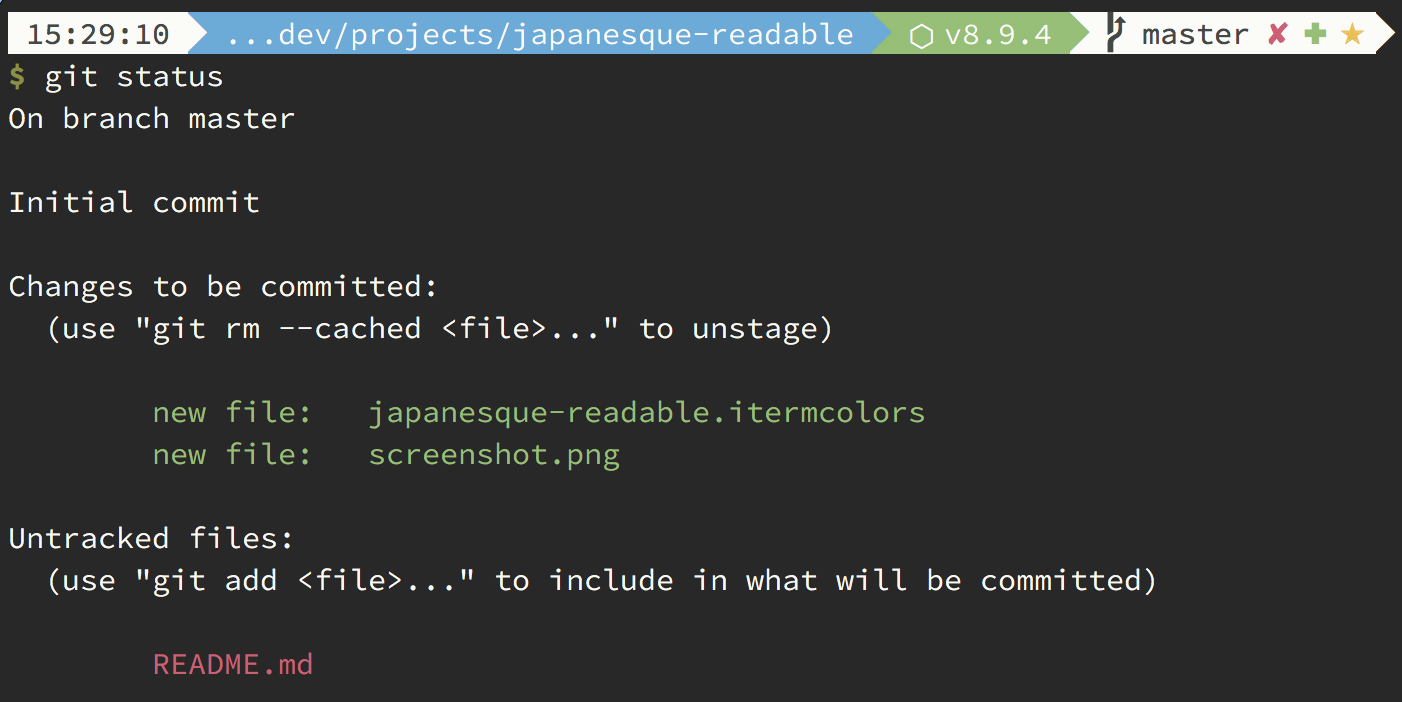 15:29:10 ...dev/projects/japanesque-readable ⬡ v8.9.4 master ✘ ✚ ★
$ git status
On branch master
Initial commit
Changes to be committed:
(use "git rm --cached <file>..." to unstage)
new file: japanesque-readable.itermcolors
new file: screenshot.png
Untracked files:
(use "git add <file>..." to include in what will be committed)
README.md